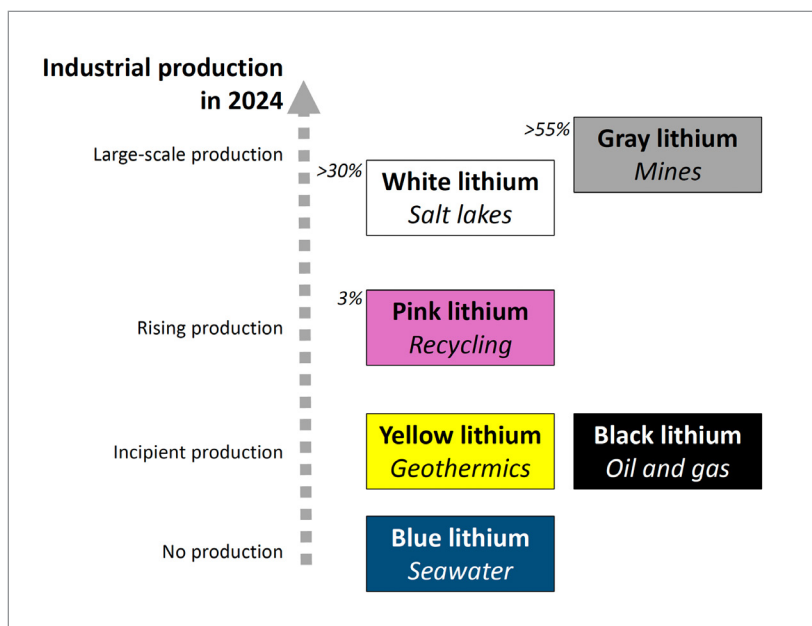 Industrial production
in 2024
Large-scale production
>55%
Gray lithium
Mines
>30%
White lithium
Salt lakes
Rising production
3%
Pink lithium
Recycling
Incipient production
Yellow lithium
Geothermics
Black lithium
Oil and gas
No production
Blue lithium
Seawater